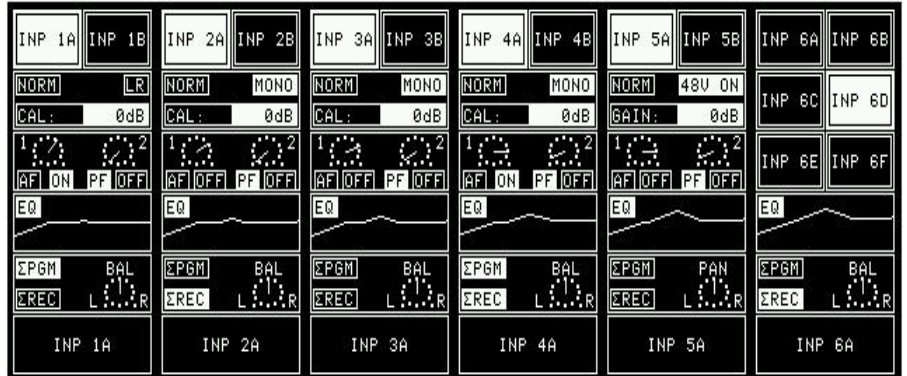 INP 1A INP 1B INP 2A INP 2B INP 3A INP 3B INP 4A INP 4B INP 5A INP 5B INP 6A INP 6B
NORM LR NORM MONO NORM MONO NORM MONO NORM 48V ON INP 6C INP 6D
CAL: 0dB CAL: 0dB CAL: 0dB CAL: 0dB GAIN: 0dB
1 2 1 2 1 2 1 2 1 2 INP 6E INP 6F
AF ON PF OFF AF OFF PF OFF AF OFF PF OFF AF ON PF OFF AF OFF PF OFF
EQ EQ EQ EQ EQ EQ
ΣPGM BAL ΣPGM BAL ΣPGM BAL ΣPGM BAL ΣPGM PAN ΣPGM BAL
ΣREC L R ΣREC L R ΣREC L R ΣREC L R ΣREC L R ΣREC L R
INP 1A INP 2A INP 3A INP 4A INP 5A INP 6A